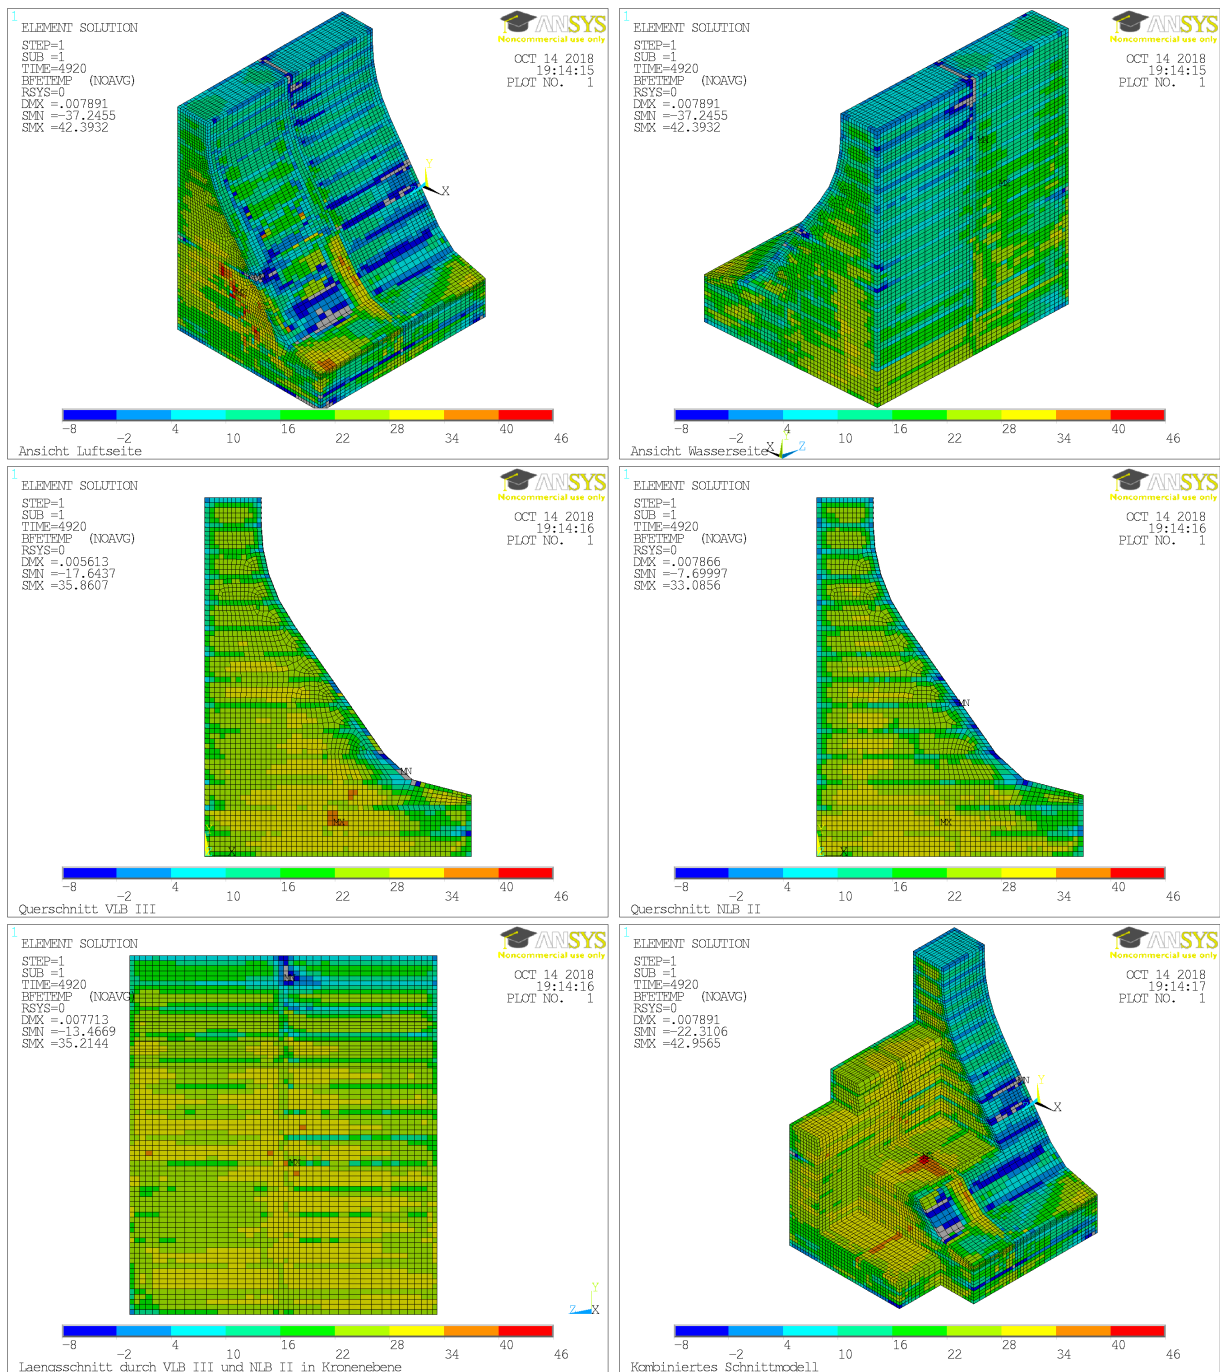 1
ELEMENT SOLUTION
STEP=1
SUB =1
TIME=4920
BFETEMP (NOAVG)
RSYS=0
DMX =.007891
SMN =-37.2455
SMX =42.3932
ANSYS
Noncommercial use only
OCT 14 2018
19:14:15
PLOT NO. 1
Y
X
-8 -2 4 10 16 22 28 34 40 46
Ansicht Luftseite
1
ELEMENT SOLUTION
STEP=1
SUB =1
TIME=4920
BFETEMP (NOAVG)
RSYS=0
DMX =.007891
SMN =-37.2455
SMX =42.3932
ANSYS
Noncommercial use only
OCT 14 2018
19:14:15
PLOT NO. 1
MN
MX
-8 -2 4 10 16 22 28 34 40 46
Ansicht Wasserseite
X Y Z
1
ELEMENT SOLUTION
STEP=1
SUB =1
TIME=4920
BFETEMP (NOAVG)
RSYS=0
DMX =.005613
SMN =-17.6437
SMX =35.8607
ANSYS
Noncommercial use only
OCT 14 2018
19:14:16
PLOT NO. 1
MN
MX
Y
X
-8 -2 4 10 16 22 28 34 40 46
Querschnitt VLB III
1
ELEMENT SOLUTION
STEP=1
SUB =1
TIME=4920
BFETEMP (NOAVG)
RSYS=0
DMX =.007866
SMN =-7.69997
SMX =33.0856
ANSYS
Noncommercial use only
OCT 14 2018
19:14:16
PLOT NO. 1
MN
MX
Y
X
-8 -2 4 10 16 22 28 34 40 46
Querschnitt NLB II
1
ELEMENT SOLUTION
STEP=1
SUB =1
TIME=4920
BFETEMP (NOAVG)
RSYS=0
DMX =.007713
SMN =-13.4669
SMX =35.2144
ANSYS
Noncommercial use only
OCT 14 2018
19:14:16
PLOT NO. 1
MN
MX
Y
Z X
-8 -2 4 10 16 22 28 34 40 46
Laengsschnitt durch VLB III und NLB II in Kronenebene
1
ELEMENT SOLUTION
STEP=1
SUB =1
TIME=4920
BFETEMP (NOAVG)
RSYS=0
DMX =.007891
SMN =-22.3106
SMX =42.9565
ANSYS
Noncommercial use only
OCT 14 2018
19:14:17
PLOT NO. 1
MN
Y
X
MX
-8 -2 4 10 16 22 28 34 40 46
Kombiniertes Schnittmodell